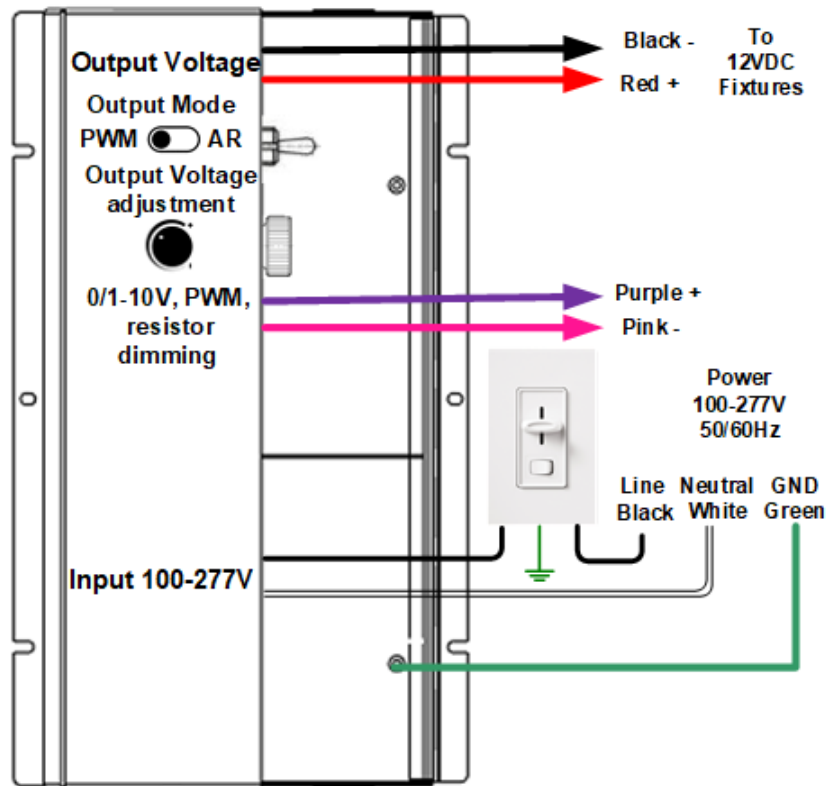 Output Voltage
Output Mode
PWM AR
Output Voltage
adjustment
+
-
0/1-10V, PWM,
resistor
dimming
Input 100-277V
Black -
Red +
To
12VDC
Fixtures
Purple +
Pink -
Power
100-277V
50/60Hz
Line
Black
Neutral
White
GND
Green